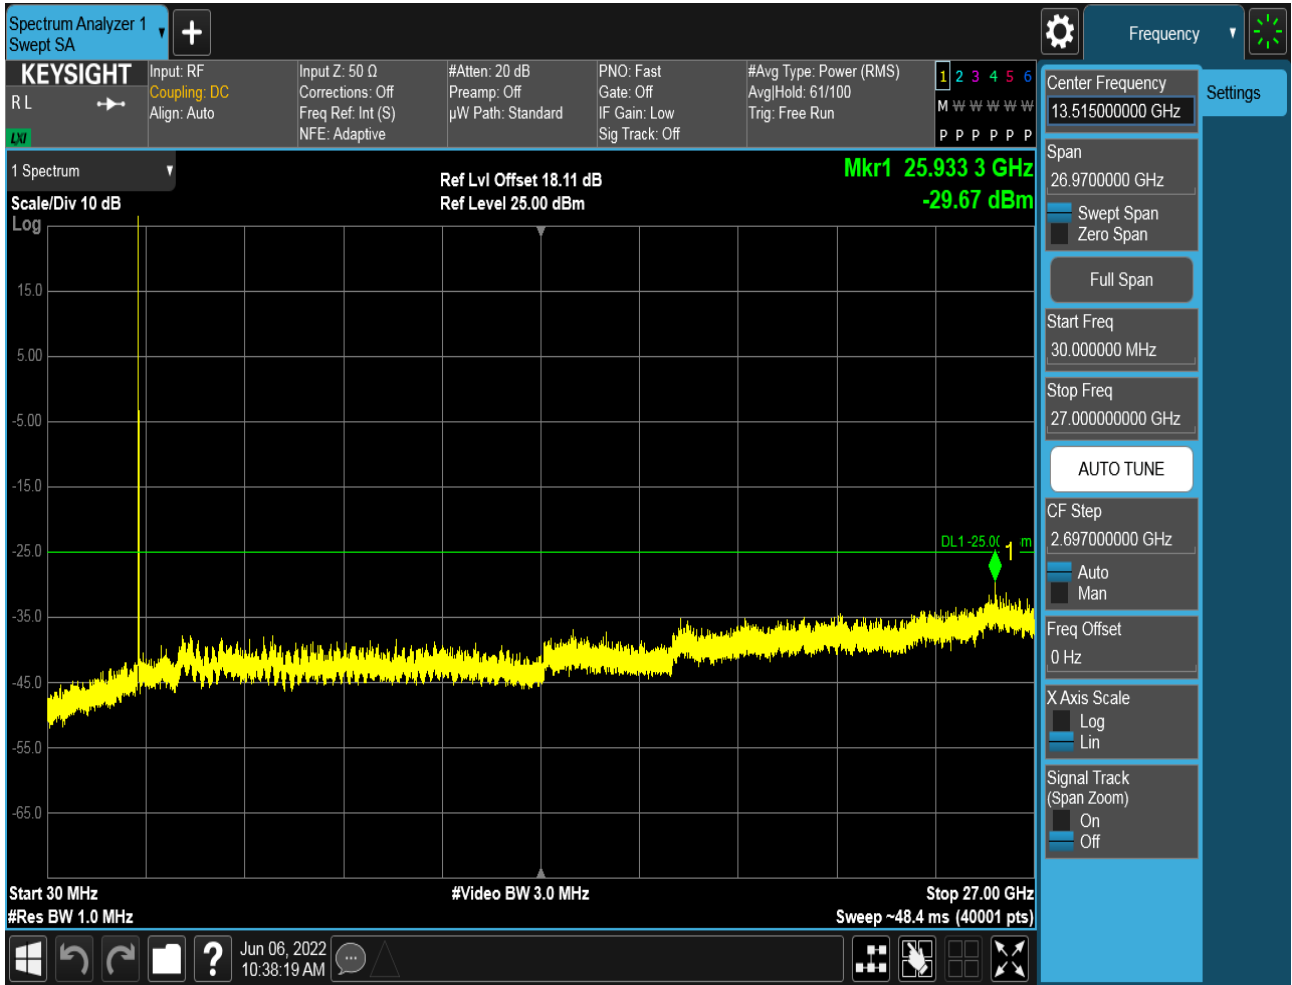 Spectrum Analyzer 1
Swept SA
Frequency
KEYSIGHT
R L
LXI
Input: RF
Coupling: DC
Align: Auto
Input Z: 50 Ω
Corrections: Off
Freq Ref: Int (S)
NFE: Adaptive
#Atten: 20 dB
Preamp: Off
µW Path: Standard
PNO: Fast
Gate: Off
IF Gain: Low
Sig Track: Off
#Avg Type: Power (RMS)
Avg|Hold: 61/100
Trig: Free Run
1 2 3 4 5 6
M W W W W W
P P P P P P
1 Spectrum
Scale/Div 10 dB
Log
Ref Lvl Offset 18.11 dB
Ref Level 25.00 dBm
Mkr1 25.933 3 GHz
-29.67 dBm
15.0
5.00
-5.00
-15.0
-25.0
-35.0
-45.0
-55.0
-65.0
DL1 -25.00 m
1
Start 30 MHz
#Res BW 1.0 MHz
#Video BW 3.0 MHz
Stop 27.00 GHz
Sweep ~48.4 ms (40001 pts)
Center Frequency
13.515000000 GHz
Settings
Span
26.9700000 GHz
Swept Span
Zero Span
Full Span
Start Freq
30.000000 MHz
Stop Freq
27.000000000 GHz
AUTO TUNE
CF Step
2.697000000 GHz
Auto
Man
Freq Offset
0 Hz
X Axis Scale
Log
Lin
Signal Track
(Span Zoom)
On
Off
?
Jun 06, 2022
10:38:19 AM